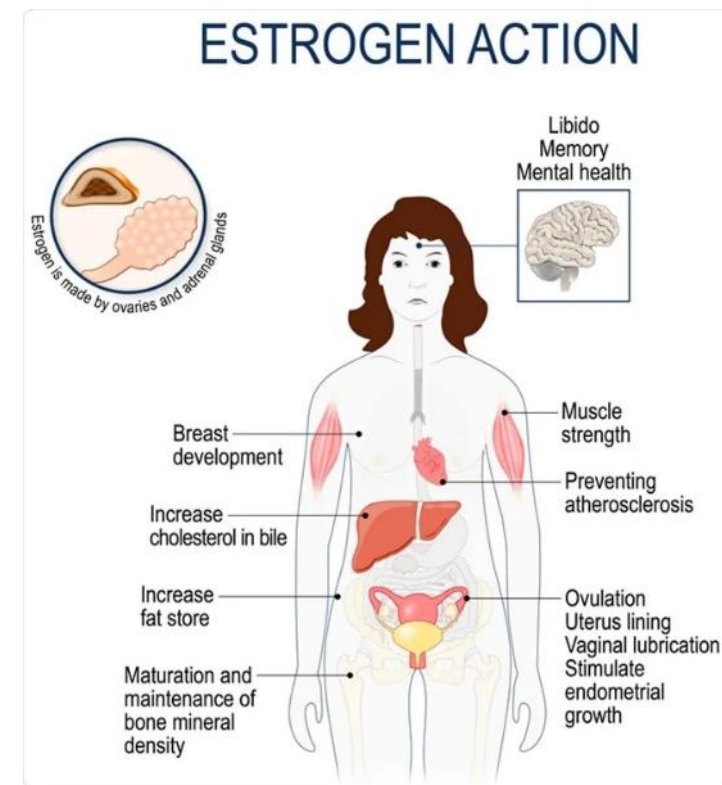 ESTROGEN ACTION
Estrogen is made by ovaries and adrenal glands
Libido
Memory
Mental health
Breast
development
Muscle
strength
Preventing
atherosclerosis
Increase
cholesterol in bile
Increase
fat store
Ovulation
Uterus lining
Vaginal lubrication
Stimulate
endometrial
growth
Maturation and
maintenance of
bone mineral
density